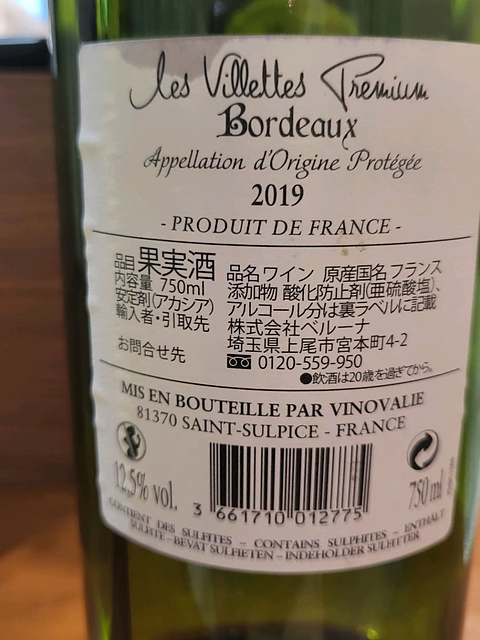 les Villettes Premium
Bordeaux
Appellation d'Origine Protégée
2019
- PRODUIT DE FRANCE -
品目 果実酒 品名 ワイン 原産国名 フランス
内容量 750ml 添加物 酸化防止剤(亜硫酸塩)、
安定剤(アカシア) アルコール分は裏ラベルに記載
輸入者・引取先 株式会社ベルーナ
埼玉県上尾市宮本町4-2
お問合せ先 0120-559-950
●飲酒は20歳を過ぎてから。
MIS EN BOUTEILLE PAR VINOVALIE
81370 SAINT-SULPICE - FRANCE
12,5% vol. 750 ml
3 661710 012775
CONTIENT DES SULFITES - CONTAINS SULPHITES - ENTHÄLT
SULFITE - BEVAT SULFIETEN - INDEHOLDER SULFITTER